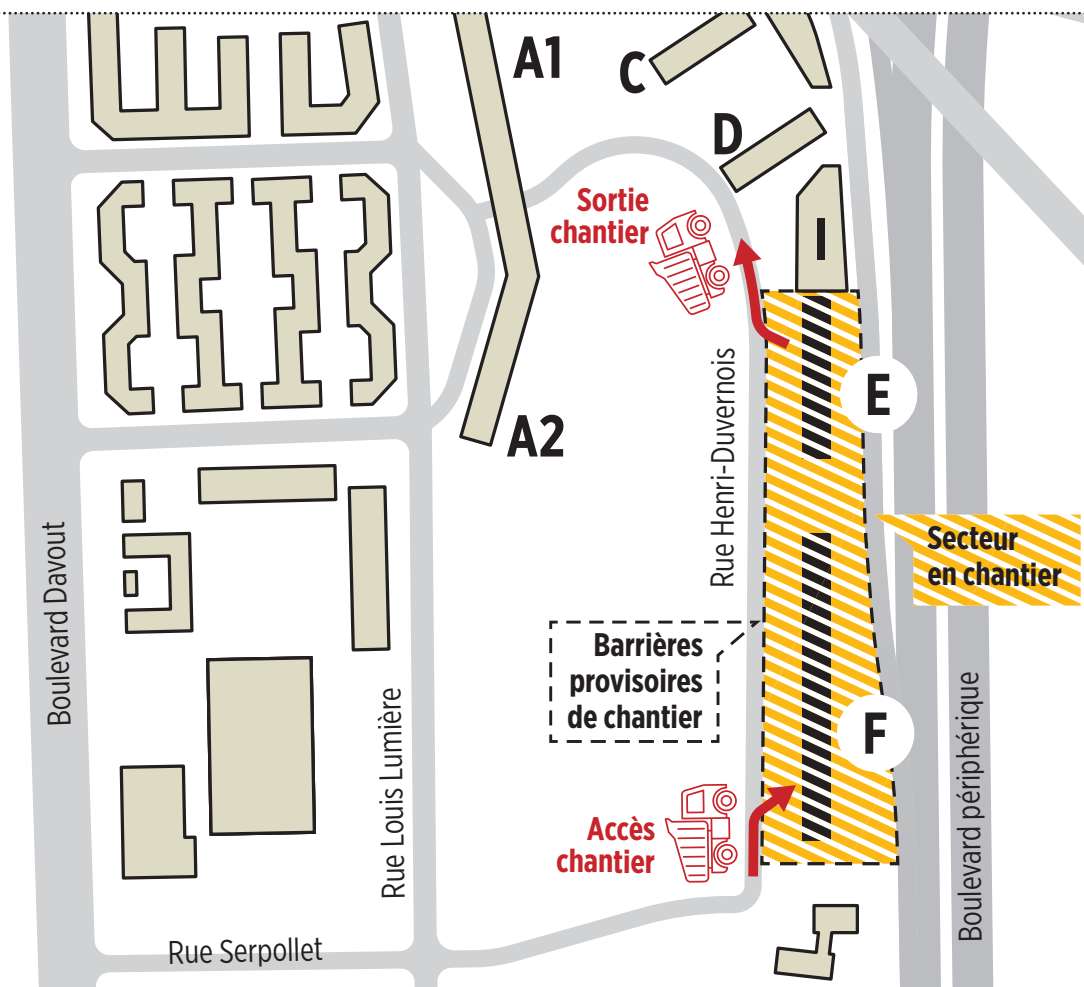 A1
C
D
Sortie
chantier
I
E
Rue Henri-Duvernois
A2
Secteur
en chantier
Boulevard Davout
Barrières
provisoires
de chantier
F
Boulevard périphérique
Rue Louis Lumière
Accès
chantier
Rue Serpollet